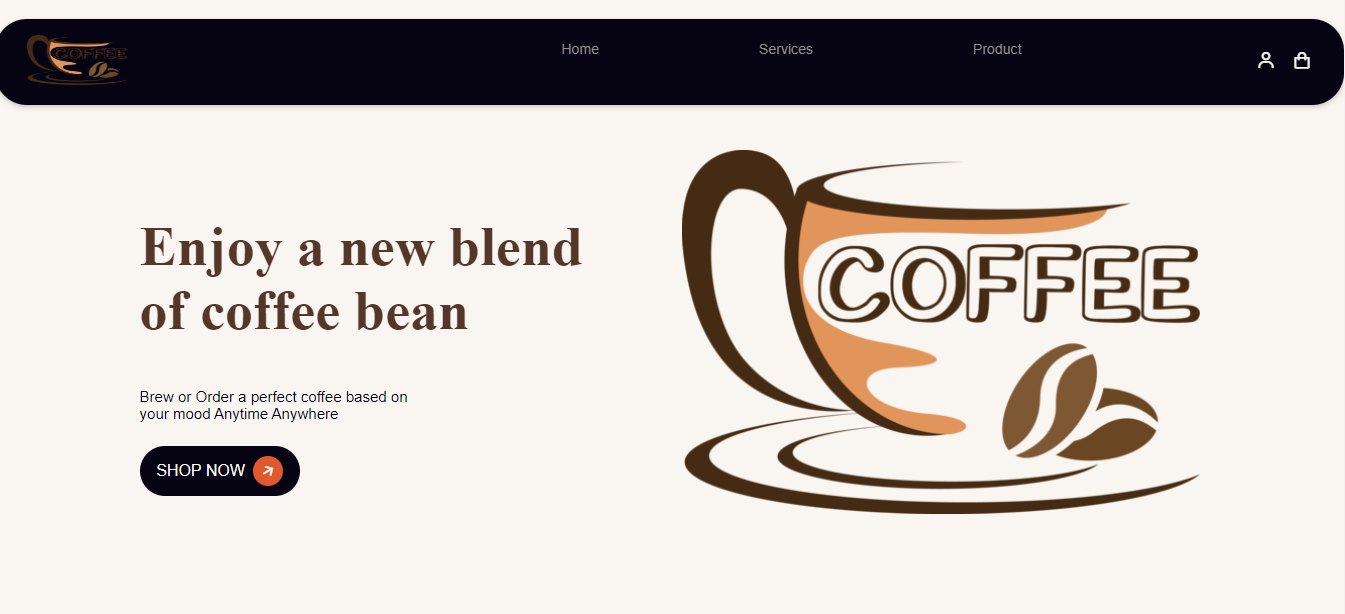 COFFEE
Home Services Product
Enjoy a new blend
of coffee bean
COFFEE
Brew or Order a perfect coffee based on
your mood Anytime Anywhere
SHOP NOW